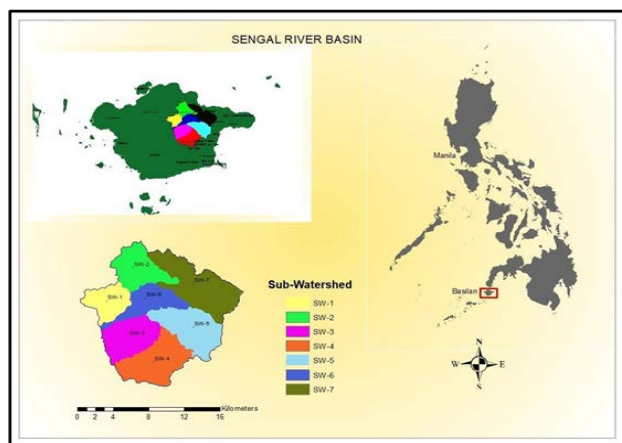 SENGAL RIVER BASIN
Manila
Basilan
SW-2
SW-7
SW-1
SW-6
SW-5
SW-3
SW-4
Sub-Watershed
SW-1
SW-2
SW-3
SW-4
SW-5
SW-6
SW-7
N
W E
S
Kilometers
0 2 4 8 12 16